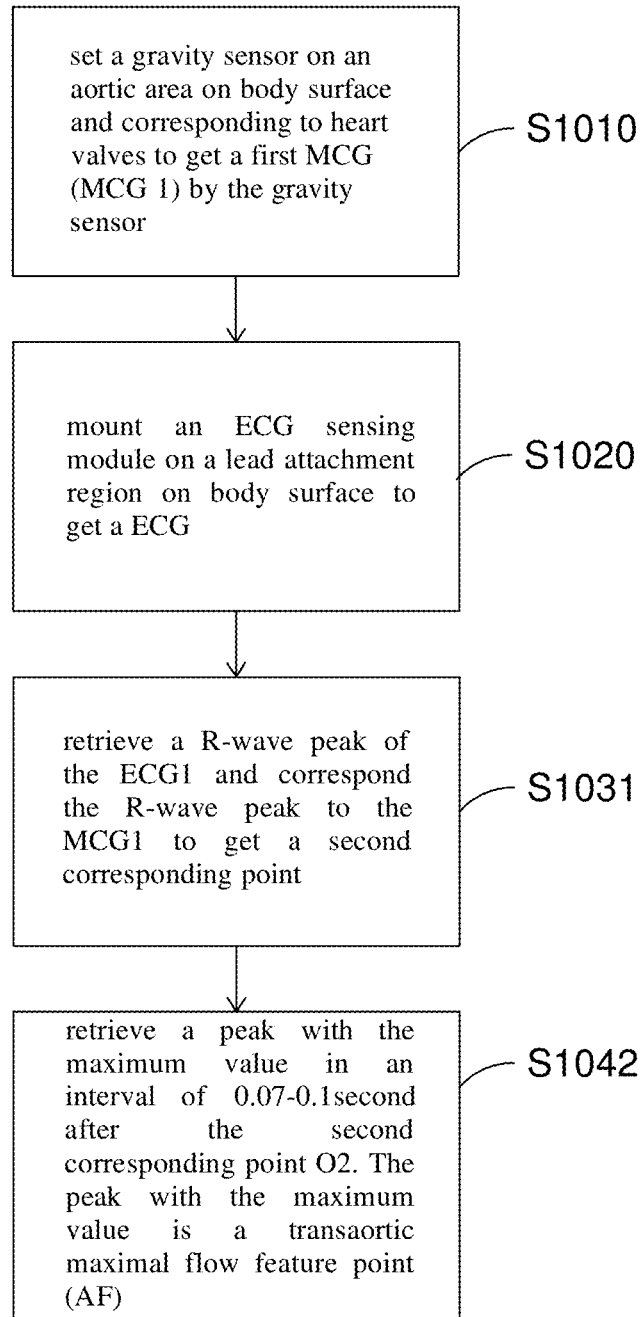 set a gravity sensor on an
aortic area on body surface
and corresponding to heart
valves to get a first MCG
(MCG 1) by the gravity
sensor
S1010
mount an ECG sensing
module on a lead attachment
region on body surface to
get a ECG
S1020
retrieve a R-wave peak of
the ECG1 and correspond
the R-wave peak to the
MCG1 to get a second
corresponding point
S1031
retrieve a peak with the
maximum value in an
interval of 0.07-0.1second
after the second
corresponding point O2. The
peak with the maximum
value is a transaortic
maximal flow feature point
(AF)
S1042